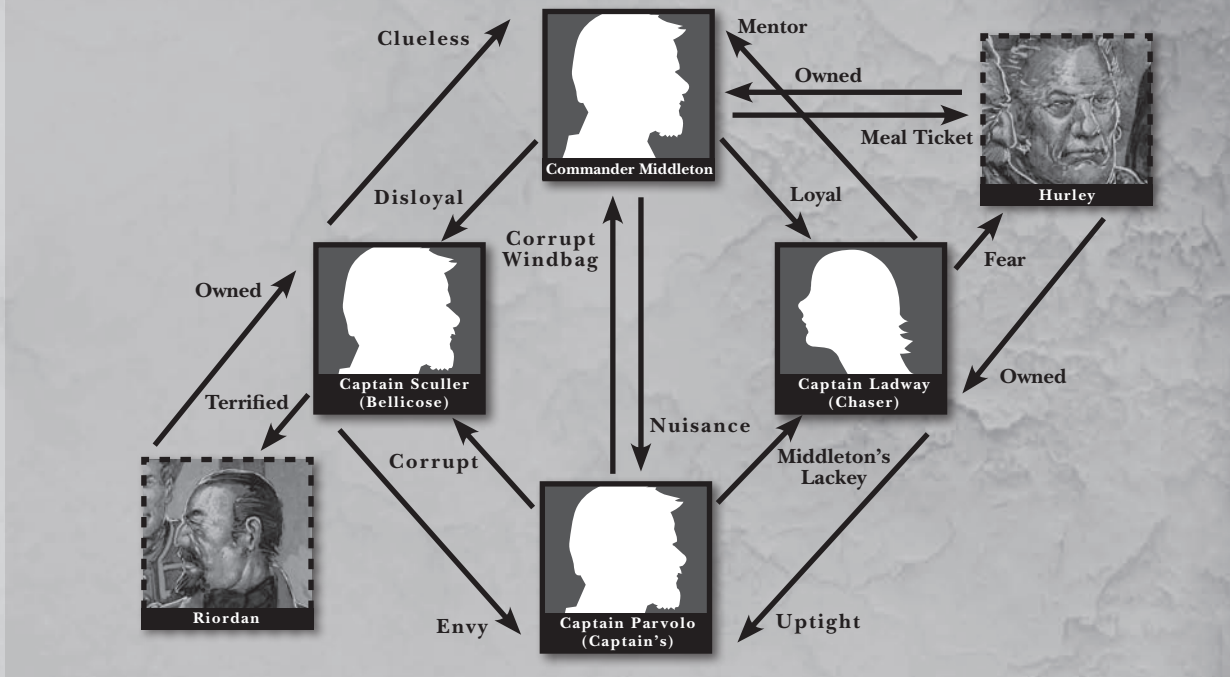 Mentor
Clueless
Owned
Meal Ticket
Commander Middleton
Hurley
Disloyal
Loyal
Corrupt
Windbag
Fear
Owned
Captain Sculler
(Bellicose)
Captain Ladway
(Chaser)
Owned
Terrified
Nuisance
Corrupt
Middleton's
Lackey
Riordan
Envy
Captain Parvolo
(Captain's)
Uptight